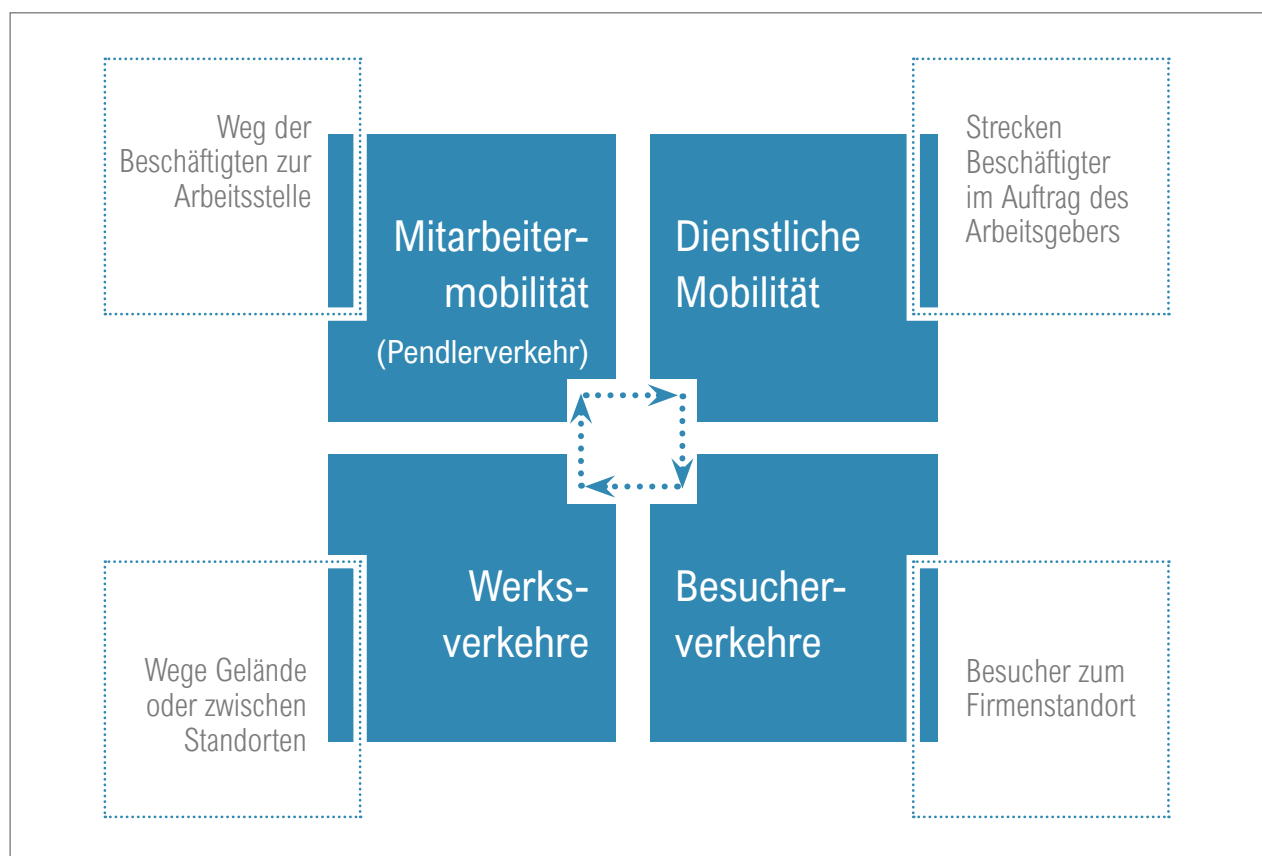 Weg der
Beschäftigten zur
Arbeitsstelle
Mitarbeiter-
mobilität
(Pendlerverkehr)
Dienstliche
Mobilität
Strecken
Beschäftigter
im Auftrag des
Arbeitsgebers
Wege Gelände
oder zwischen
Standorten
Werks-
verkehre
Besucher-
verkehre
Besucher zum
Firmenstandort